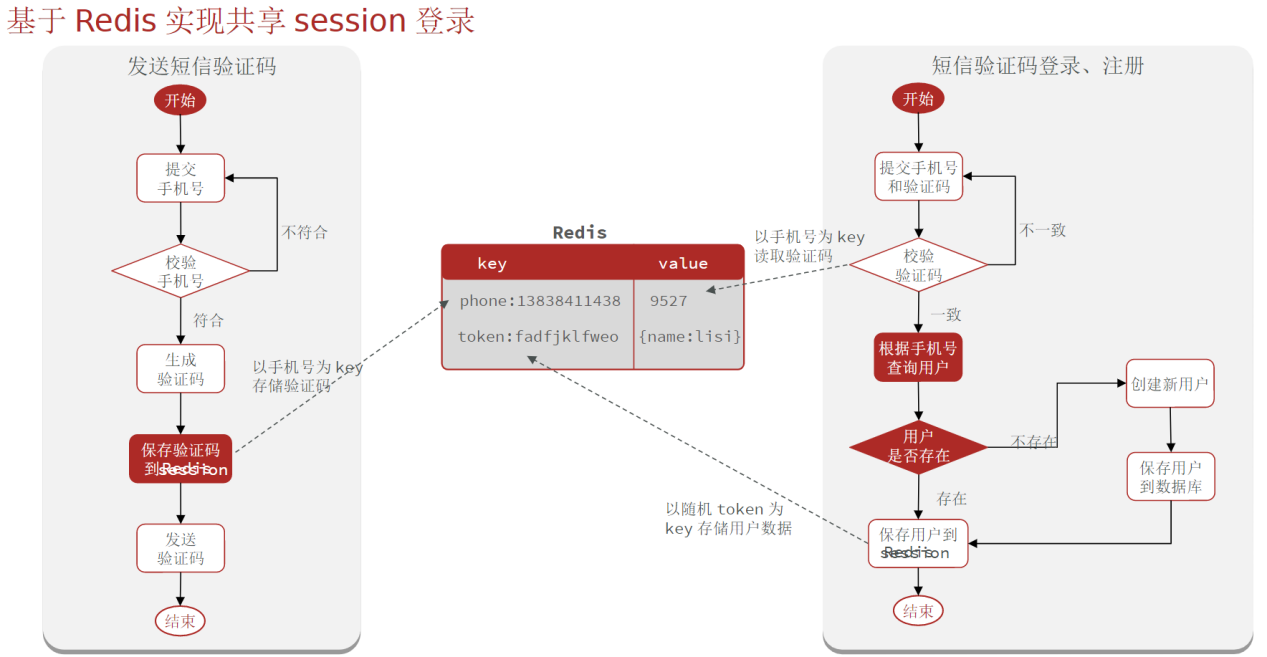 基于 Redis 实现共享 session 登录
发送短信验证码
开始
提交
手机号
不符合
校验
手机号
符合
生成
验证码
以手机号为 key
存储验证码
保存验证码
到
发送
验证码
结束
Redis
key
value
phone:13838411438
9527
token:fadfjklfweo
{name:lisi}
以手机号为 key
读取验证码
以随机 token 为
key 存储用户数据
短信验证码登录、注册
开始
提交手机号
和验证码
不一致
校验
验证码
一致
根据手机号
查询用户
用户
是否存在
不存在
创建新用户
保存用户
到数据库
存在
保存用户到
结束